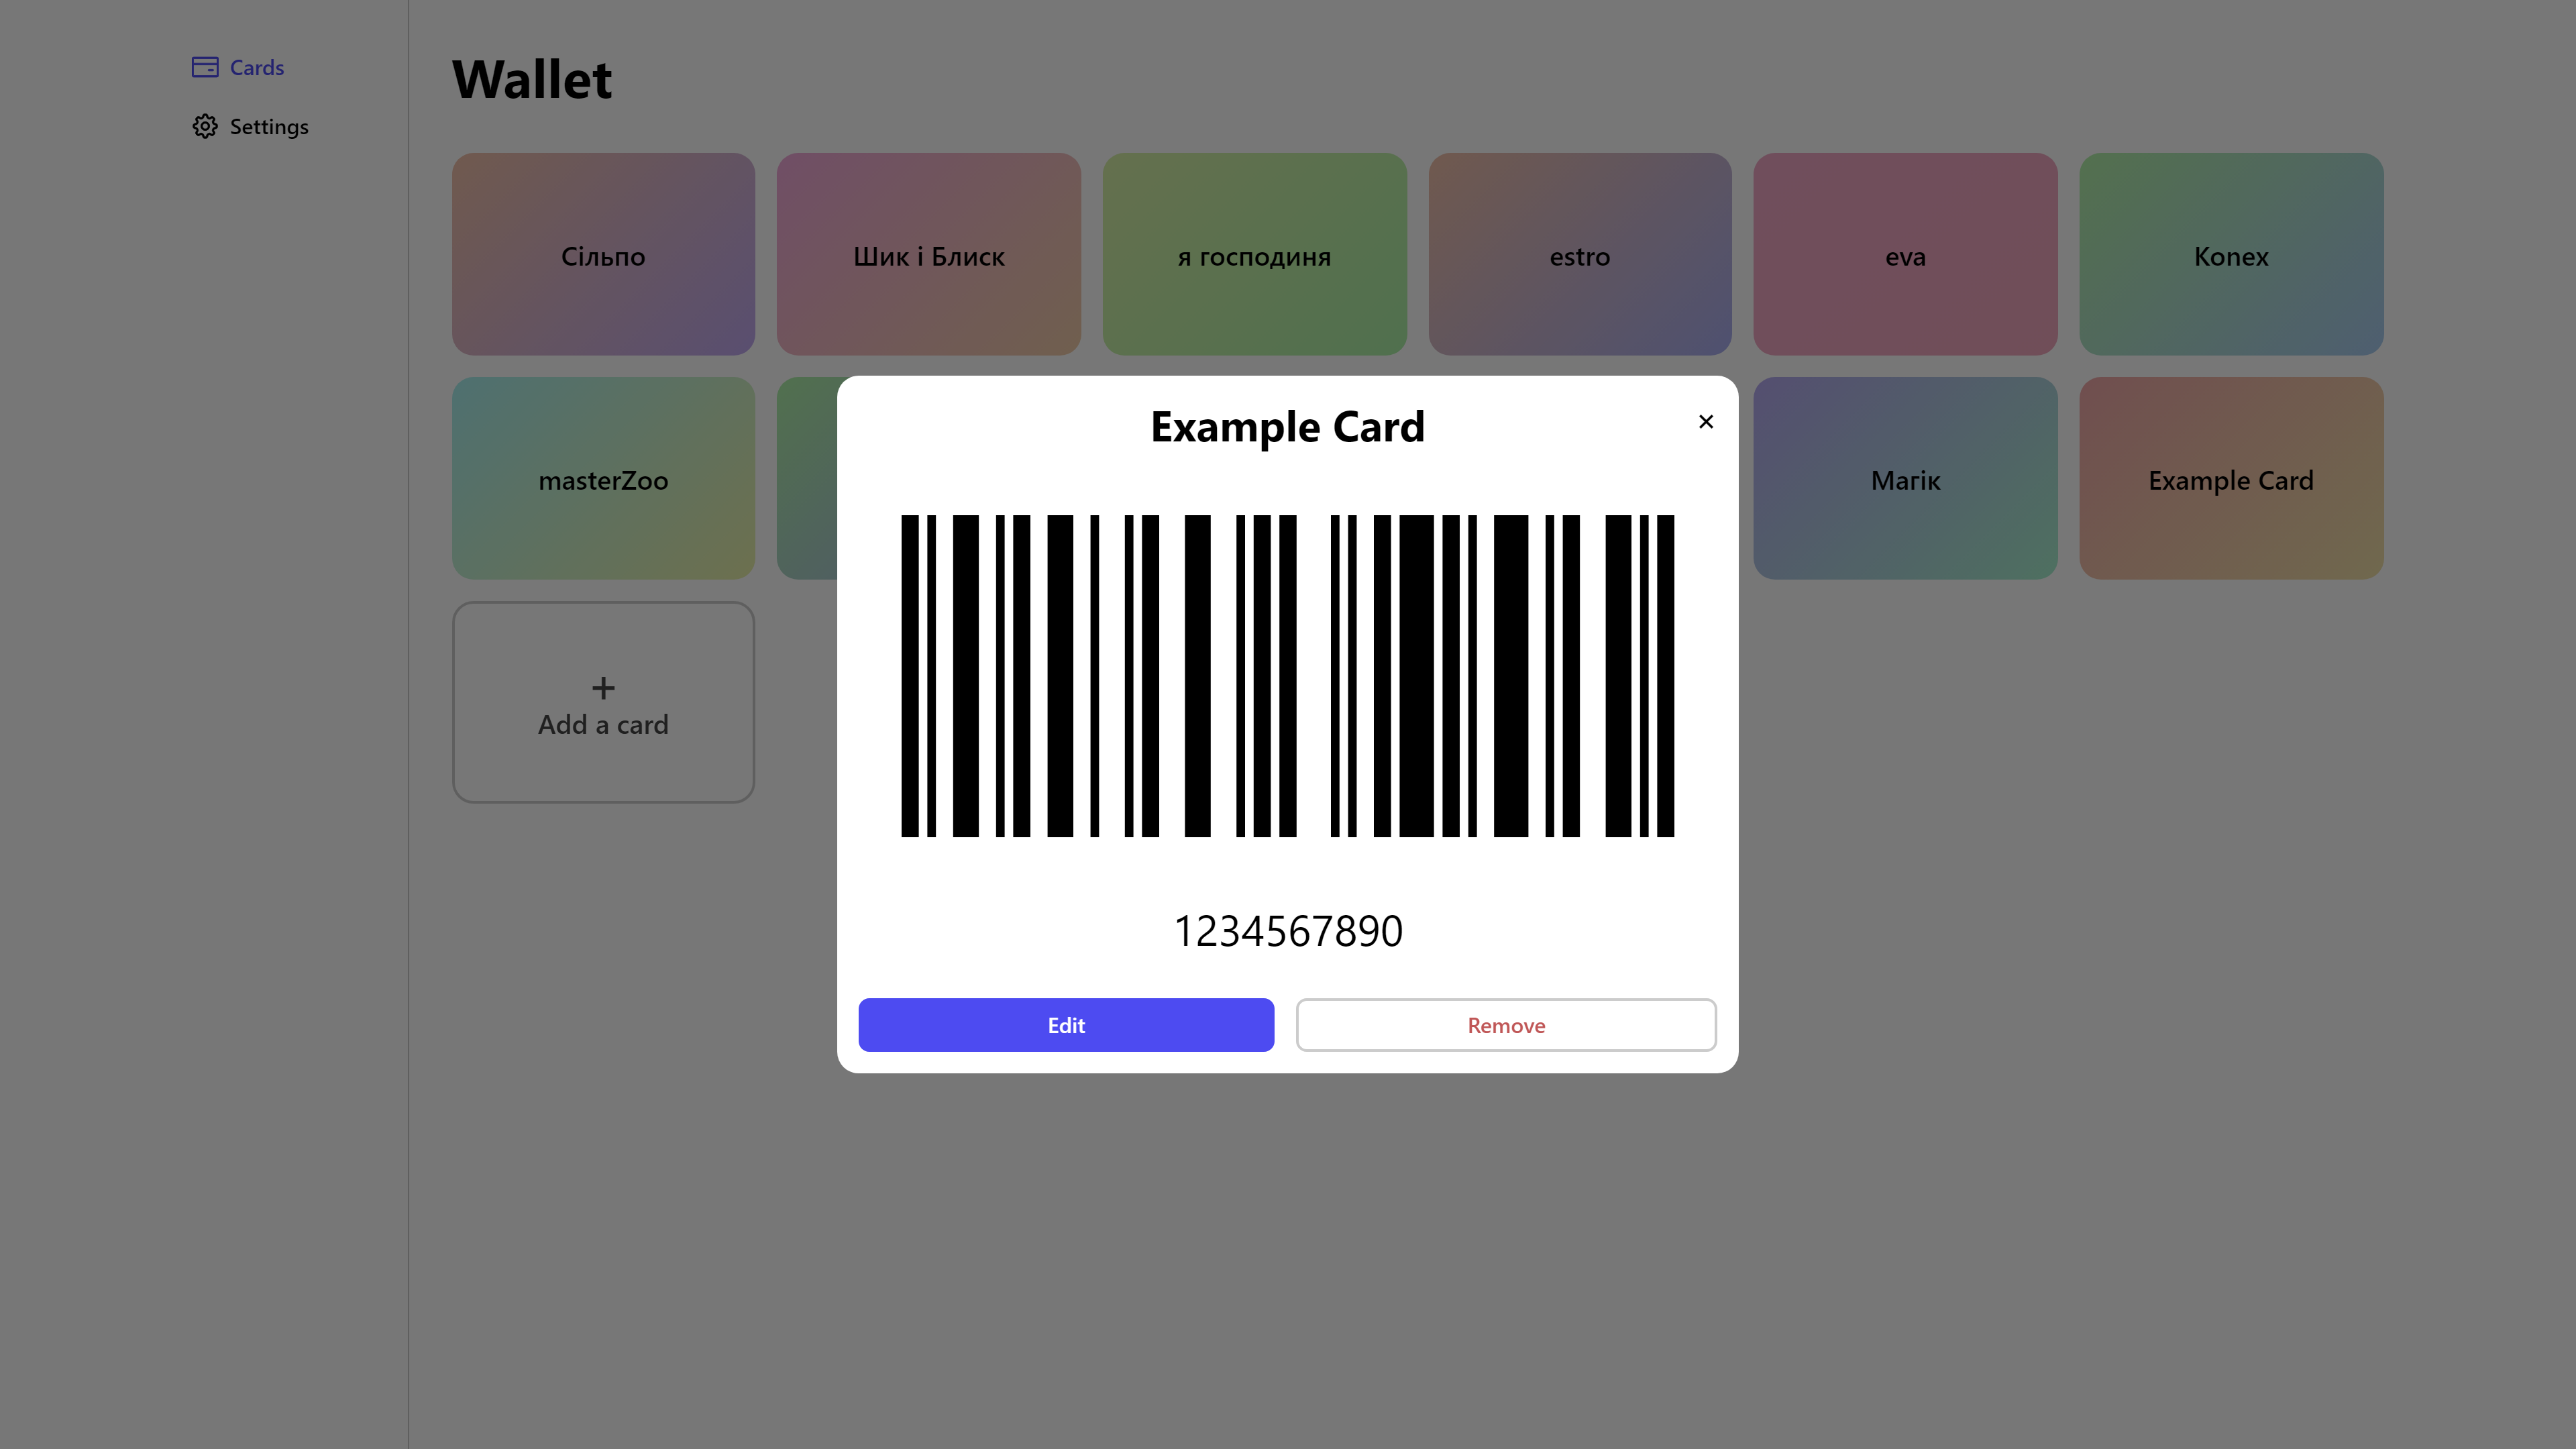 Cards
Settings
Wallet
Сільпо
Шик і Блиск
я господиня
estro
eva
Konex
masterZoo
Магік
Example Card
Add a card
Example Card
1234567890
Edit
Remove